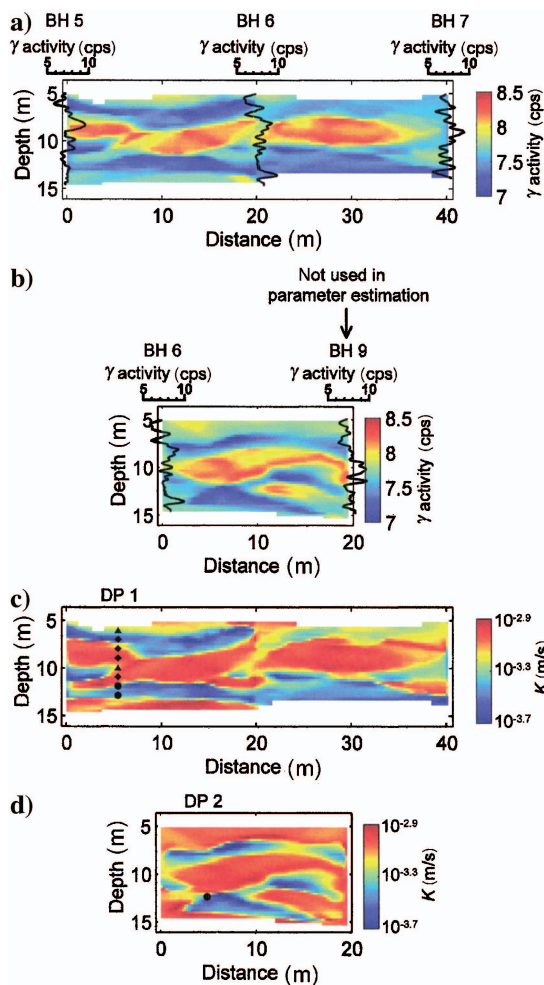 a)
BH 5 BH 6 BH 7
γ activity (cps) γ activity (cps) γ activity (cps)
5 10 5 10 5 10
5
10
15
Depth (m)
0 10 20 30 40
Distance (m)
8.5
8
7.5
7
γ activity (cps)
b)
Not used in
parameter estimation
BH 6 BH 9
γ activity (cps) γ activity (cps)
5 10 5 10
5
10
15
Depth (m)
0 10 20
Distance (m)
8.5
8
7.5
7
γ activity (cps)
c)
DP 1
5
10
15
Depth (m)
0 10 20 30 40
Distance (m)
10^-2.9
10^-3.3
10^-3.7
K (m/s)
d)
DP 2
5
10
15
Depth (m)
0 10 20
Distance (m)
10^-2.9
10^-3.3
10^-3.7
K (m/s)